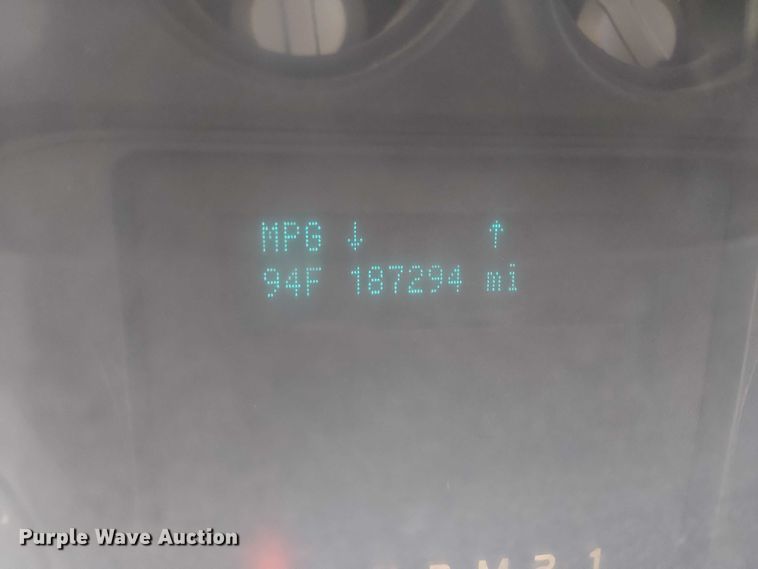 MPG ↓ ↑
94F 187294 mi
Purple Wave Auction